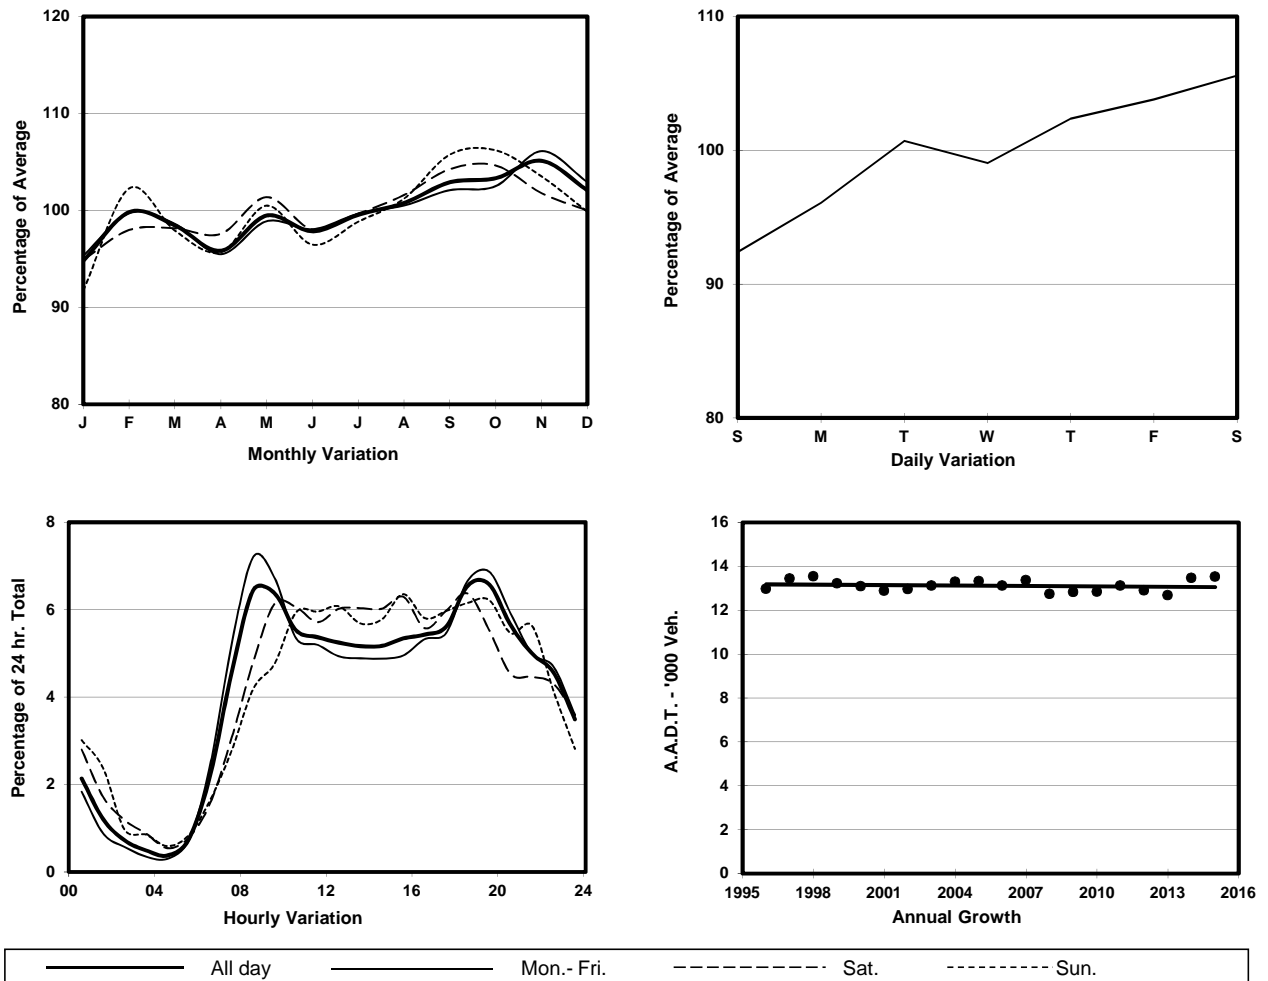 120
110
100
90
80
Percentage of Average
J F M A M J J A S O N D
Monthly Variation
110
100
90
80
Percentage of Average
S M T W T F S
Daily Variation
8
6
4
2
0
Percentage of 24 hr. Total
00 04 08 12 16 20 24
Hourly Variation
16
14
12
10
8
6
4
2
0
A.A.D.T. - '000 Veh.
1995 1998 2001 2004 2007 2010 2013 2016
Annual Growth
All day Mon.- Fri. Sat. Sun.